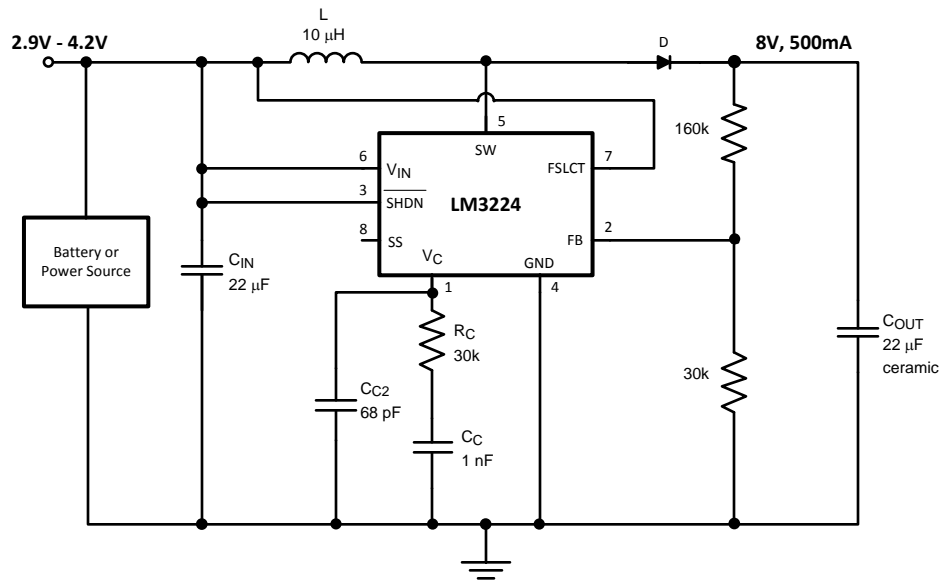 L
10 μH
2.9V - 4.2V
D
8V, 500mA
5
SW
160k
6
VIN
7
FSLCT
3
SHDN
LM3224
8
SS
2
FB
VC
GND
1
4
Battery or
Power Source
CIN
22 μF
RC
30k
COUT
22 μF
ceramic
30k
CC2
68 pF
CC
1 nF